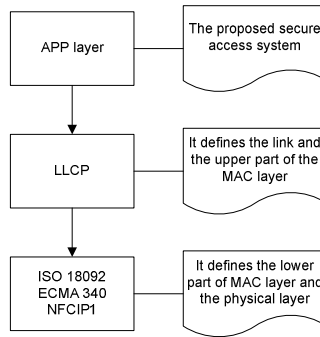 APP layer
The proposed secure
access system
LLCP
It defines the link and
the upper part of the
MAC layer
ISO 18092
ECMA 340
NFCIP1
It defines the lower
part of MAC layer and
the physical layer